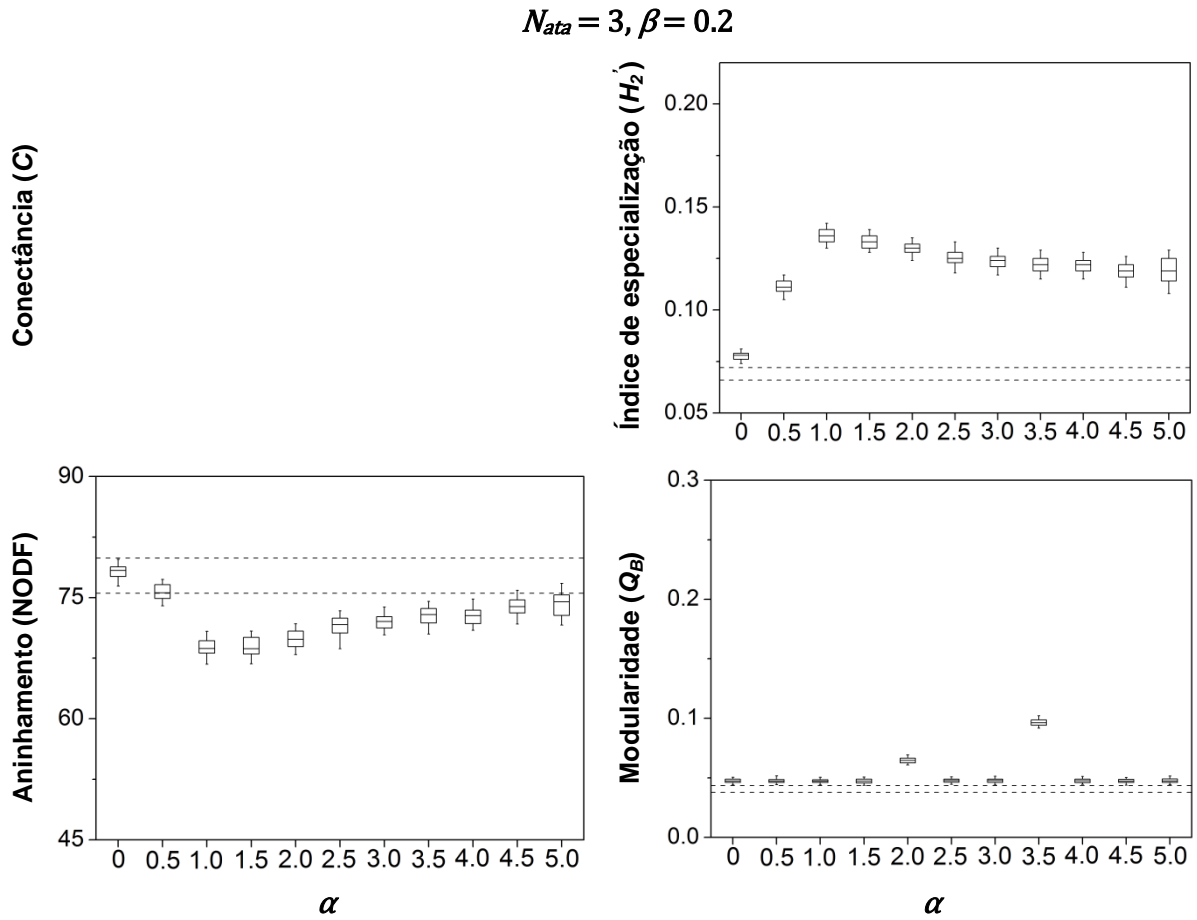 N_ata = 3, β = 0.2
Conectância (C)
Índice de especialização (H₂')
0.20
0.15
0.10
0.05
0 0.5 1.0 1.5 2.0 2.5 3.0 3.5 4.0 4.5 5.0
Aninhamento (NODF)
90
75
60
45
0 0.5 1.0 1.5 2.0 2.5 3.0 3.5 4.0 4.5 5.0
α
Modularidade (Q_B)
0.3
0.2
0.1
0.0
0 0.5 1.0 1.5 2.0 2.5 3.0 3.5 4.0 4.5 5.0
α